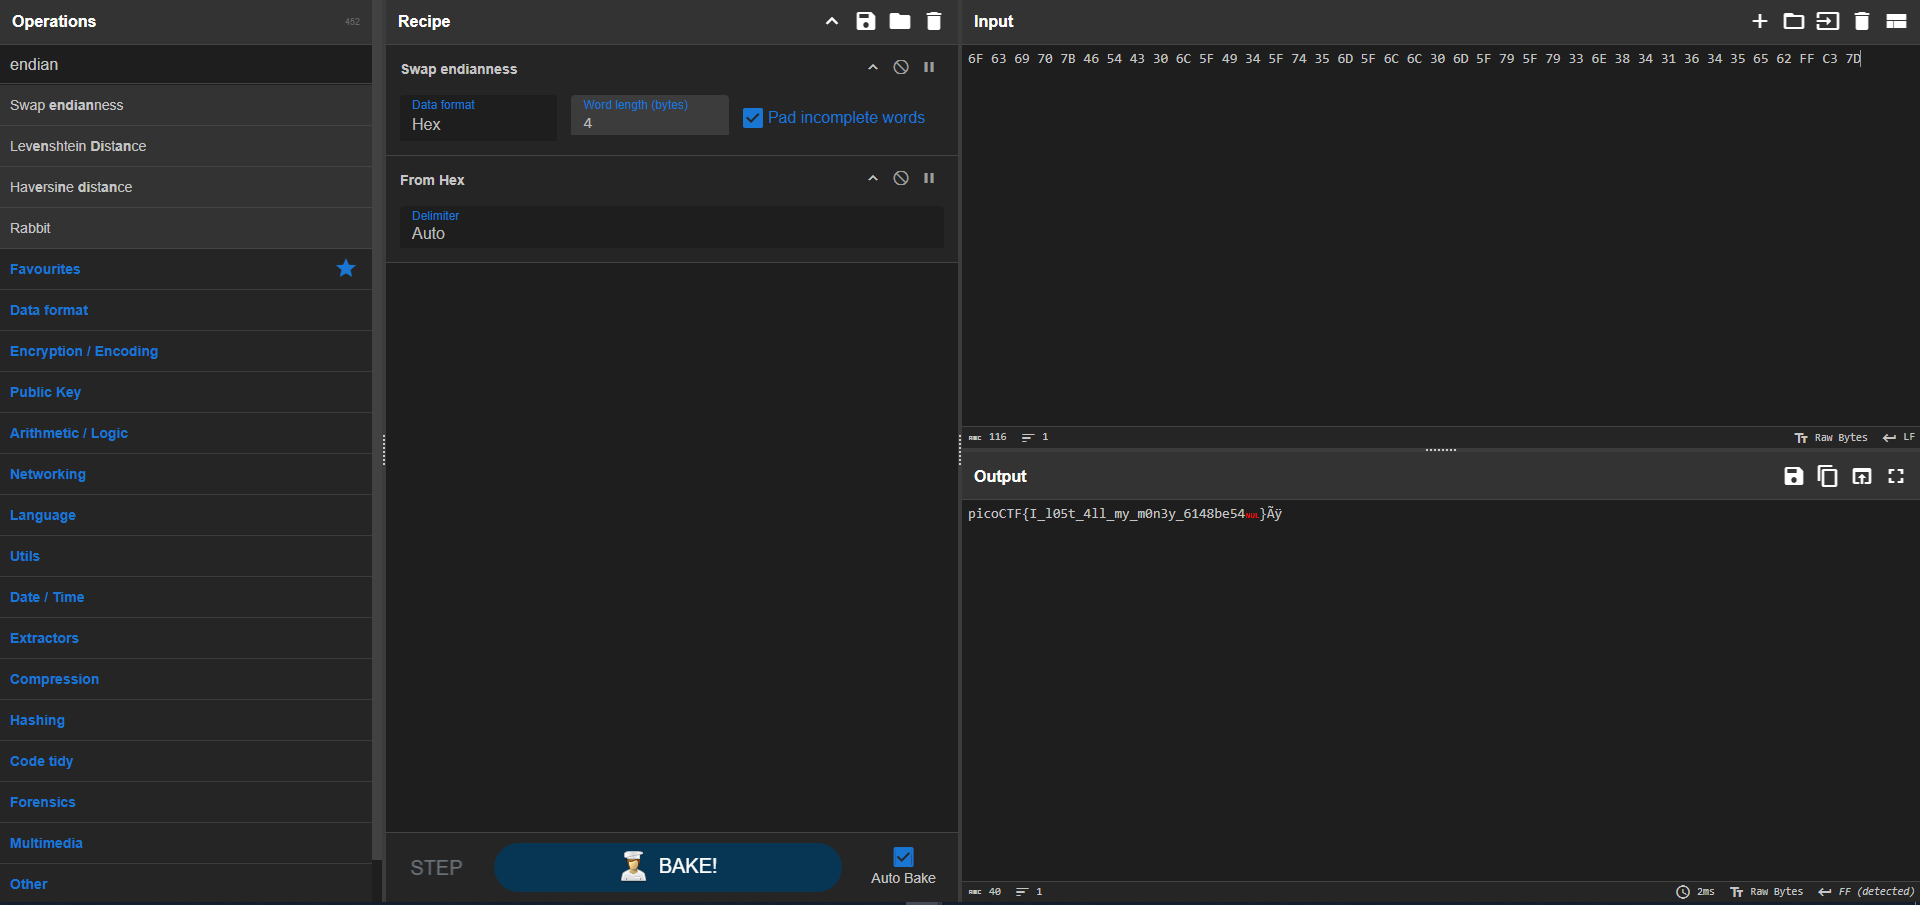 Operations
452
endian
Swap endianness
Levenshtein Distance
Haversine distance
Rabbit
Favourites
Data format
Encryption / Encoding
Public Key
Arithmetic / Logic
Networking
Language
Utils
Date / Time
Extractors
Compression
Hashing
Code tidy
Forensics
Multimedia
Other
Recipe
Swap endianness
Data format
Hex
Word length (bytes)
4
Pad incomplete words
From Hex
Delimiter
Auto
STEP
BAKE!
Auto Bake
Input
6F 63 69 70 7B 46 54 43 30 6C 5F 49 34 5F 74 35 6D 5F 6C 6C 30 6D 5F 79 5F 79 33 6E 38 34 31 36 34 35 65 62 FF C3 7D
ABC 116 1
Tт Raw Bytes LF
Output
picoCTF{I_l05t_4ll_my_m0n3y_6148be54NUL}Ãÿ
ABC 40 1
2ms Tт Raw Bytes FF (detected)